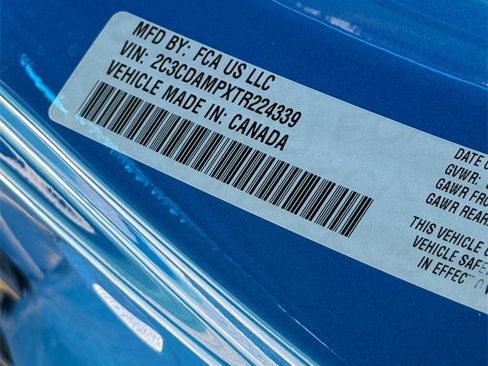 MFD BY: FCA US LLC
VIN: 2C3CDAMPXTR224339
VEHICLE MADE IN: CANADA
DATE O
GVWR:
GAWR FRO
GAWR REAR
THIS VEHICLE
VEHICLE SAFE
IN EFFECT